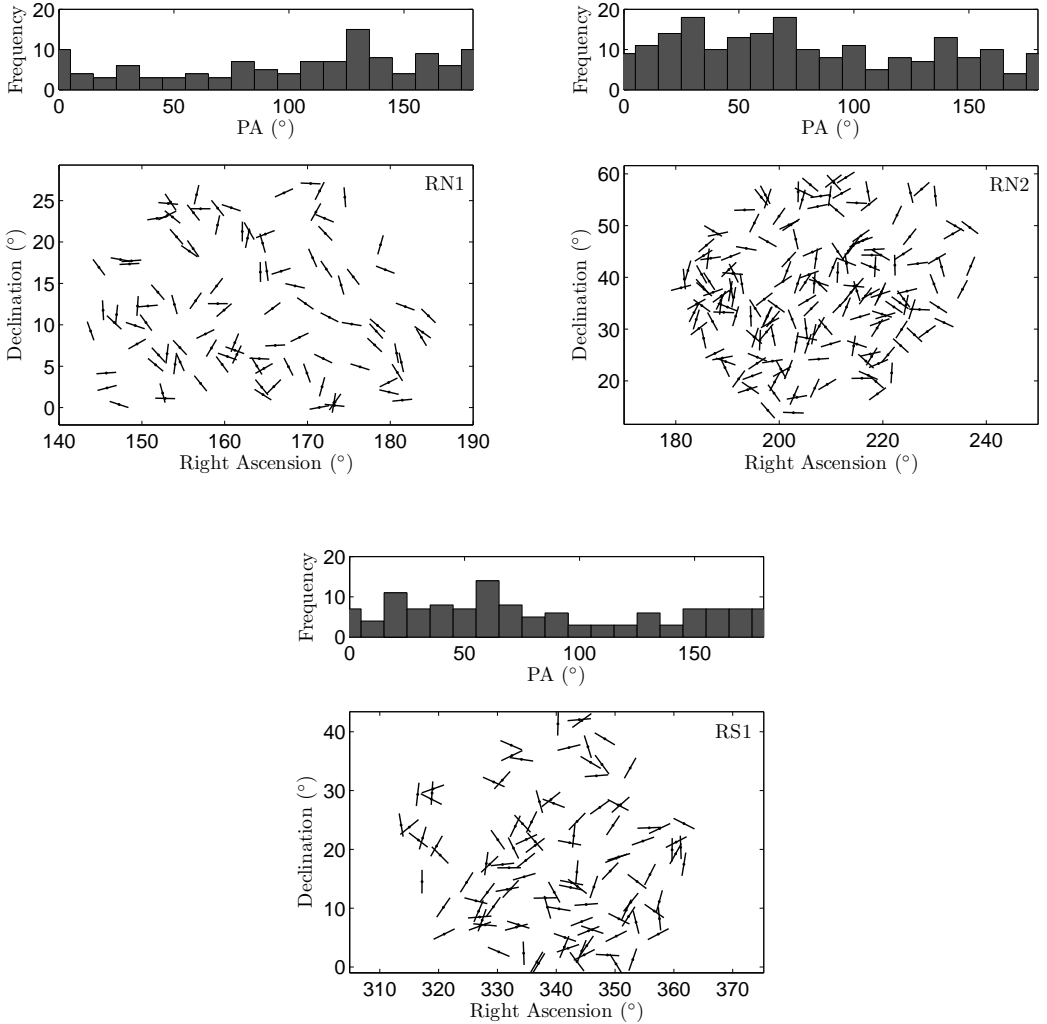 20
10
0
Frequency
0 50 100 150
PA (°)
20
10
0
Frequency
0 50 100 150
PA (°)
RN1
25
20
15
10
5
0
Declination (°)
140 150 160 170 180 190
Right Ascension (°)
RN2
60
50
40
30
20
Declination (°)
180 200 220 240
Right Ascension (°)
20
10
0
Frequency
0 50 100 150
PA (°)
RS1
40
30
20
10
0
Declination (°)
310 320 330 340 350 360 370
Right Ascension (°)